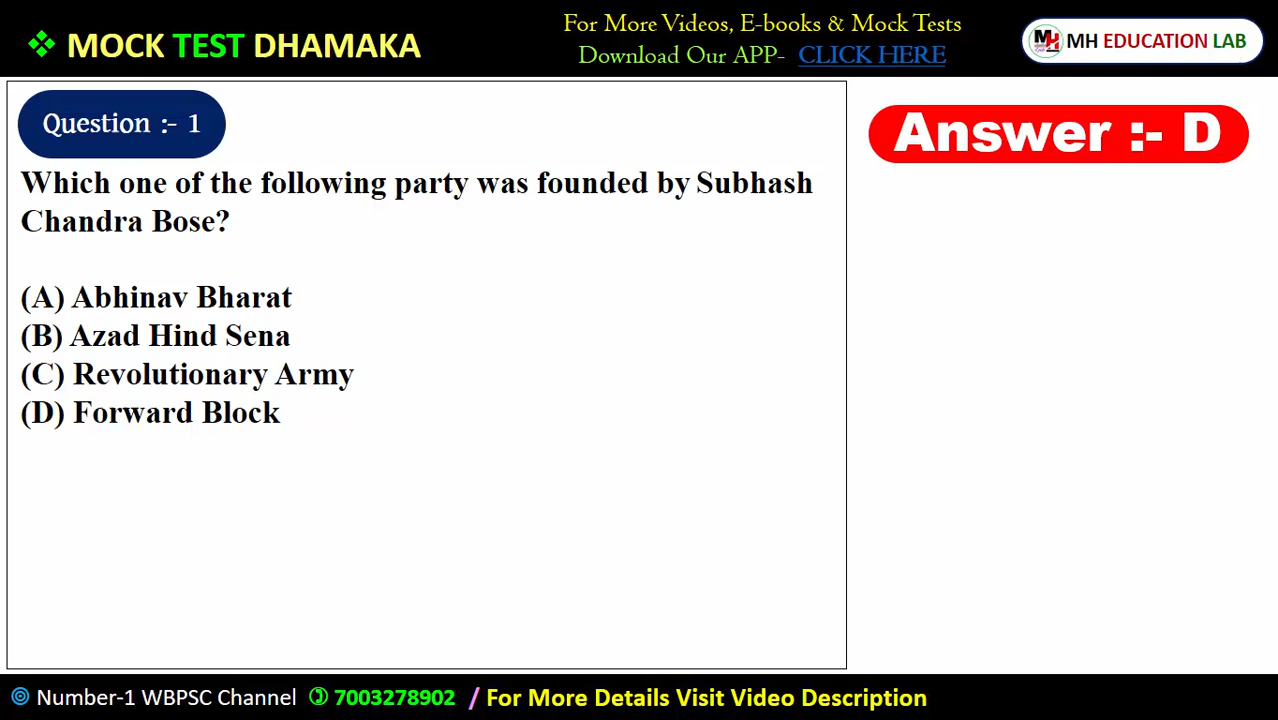 ❖ MOCK TEST DHAMAKA
For More Videos, E-books & Mock Tests
Download Our APP- CLICK HERE
MH EDUCATION LAB
Question :- 1
Answer :- D
Which one of the following party was founded by Subhash
Chandra Bose?
(A) Abhinav Bharat
(B) Azad Hind Sena
(C) Revolutionary Army
(D) Forward Block
Number-1 WBPSC Channel 7003278902 / For More Details Visit Video Description